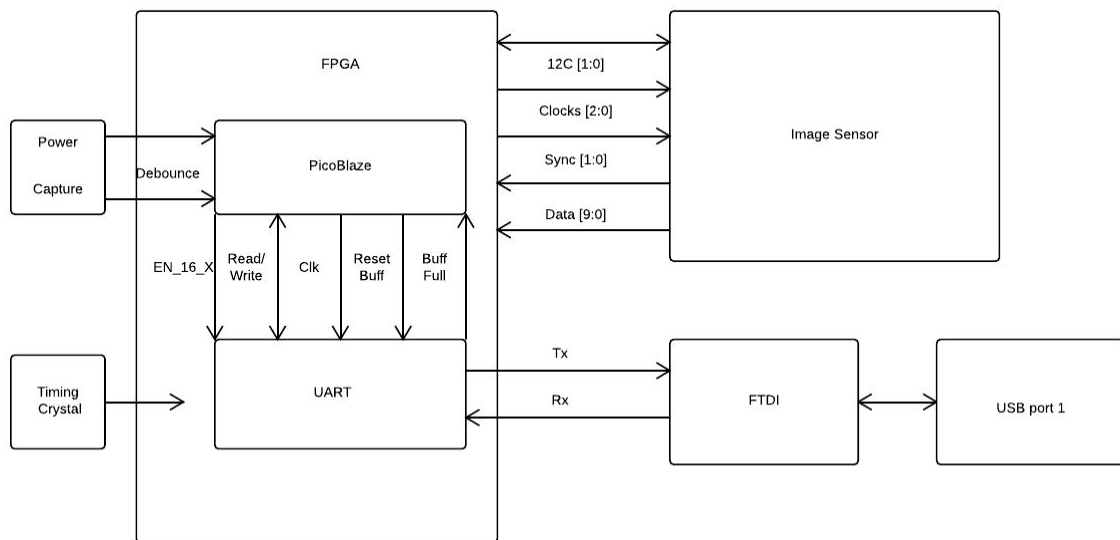 FPGA
12C [1:0]
Clocks [2:0]
Sync [1:0]
Data [9:0]
Image Sensor
Power
Capture
Debounce
PicoBlaze
EN_16_X
Read/
Write
Clk
Reset
Buff
Buff
Full
Timing
Crystal
UART
Tx
Rx
FTDI
USB port 1